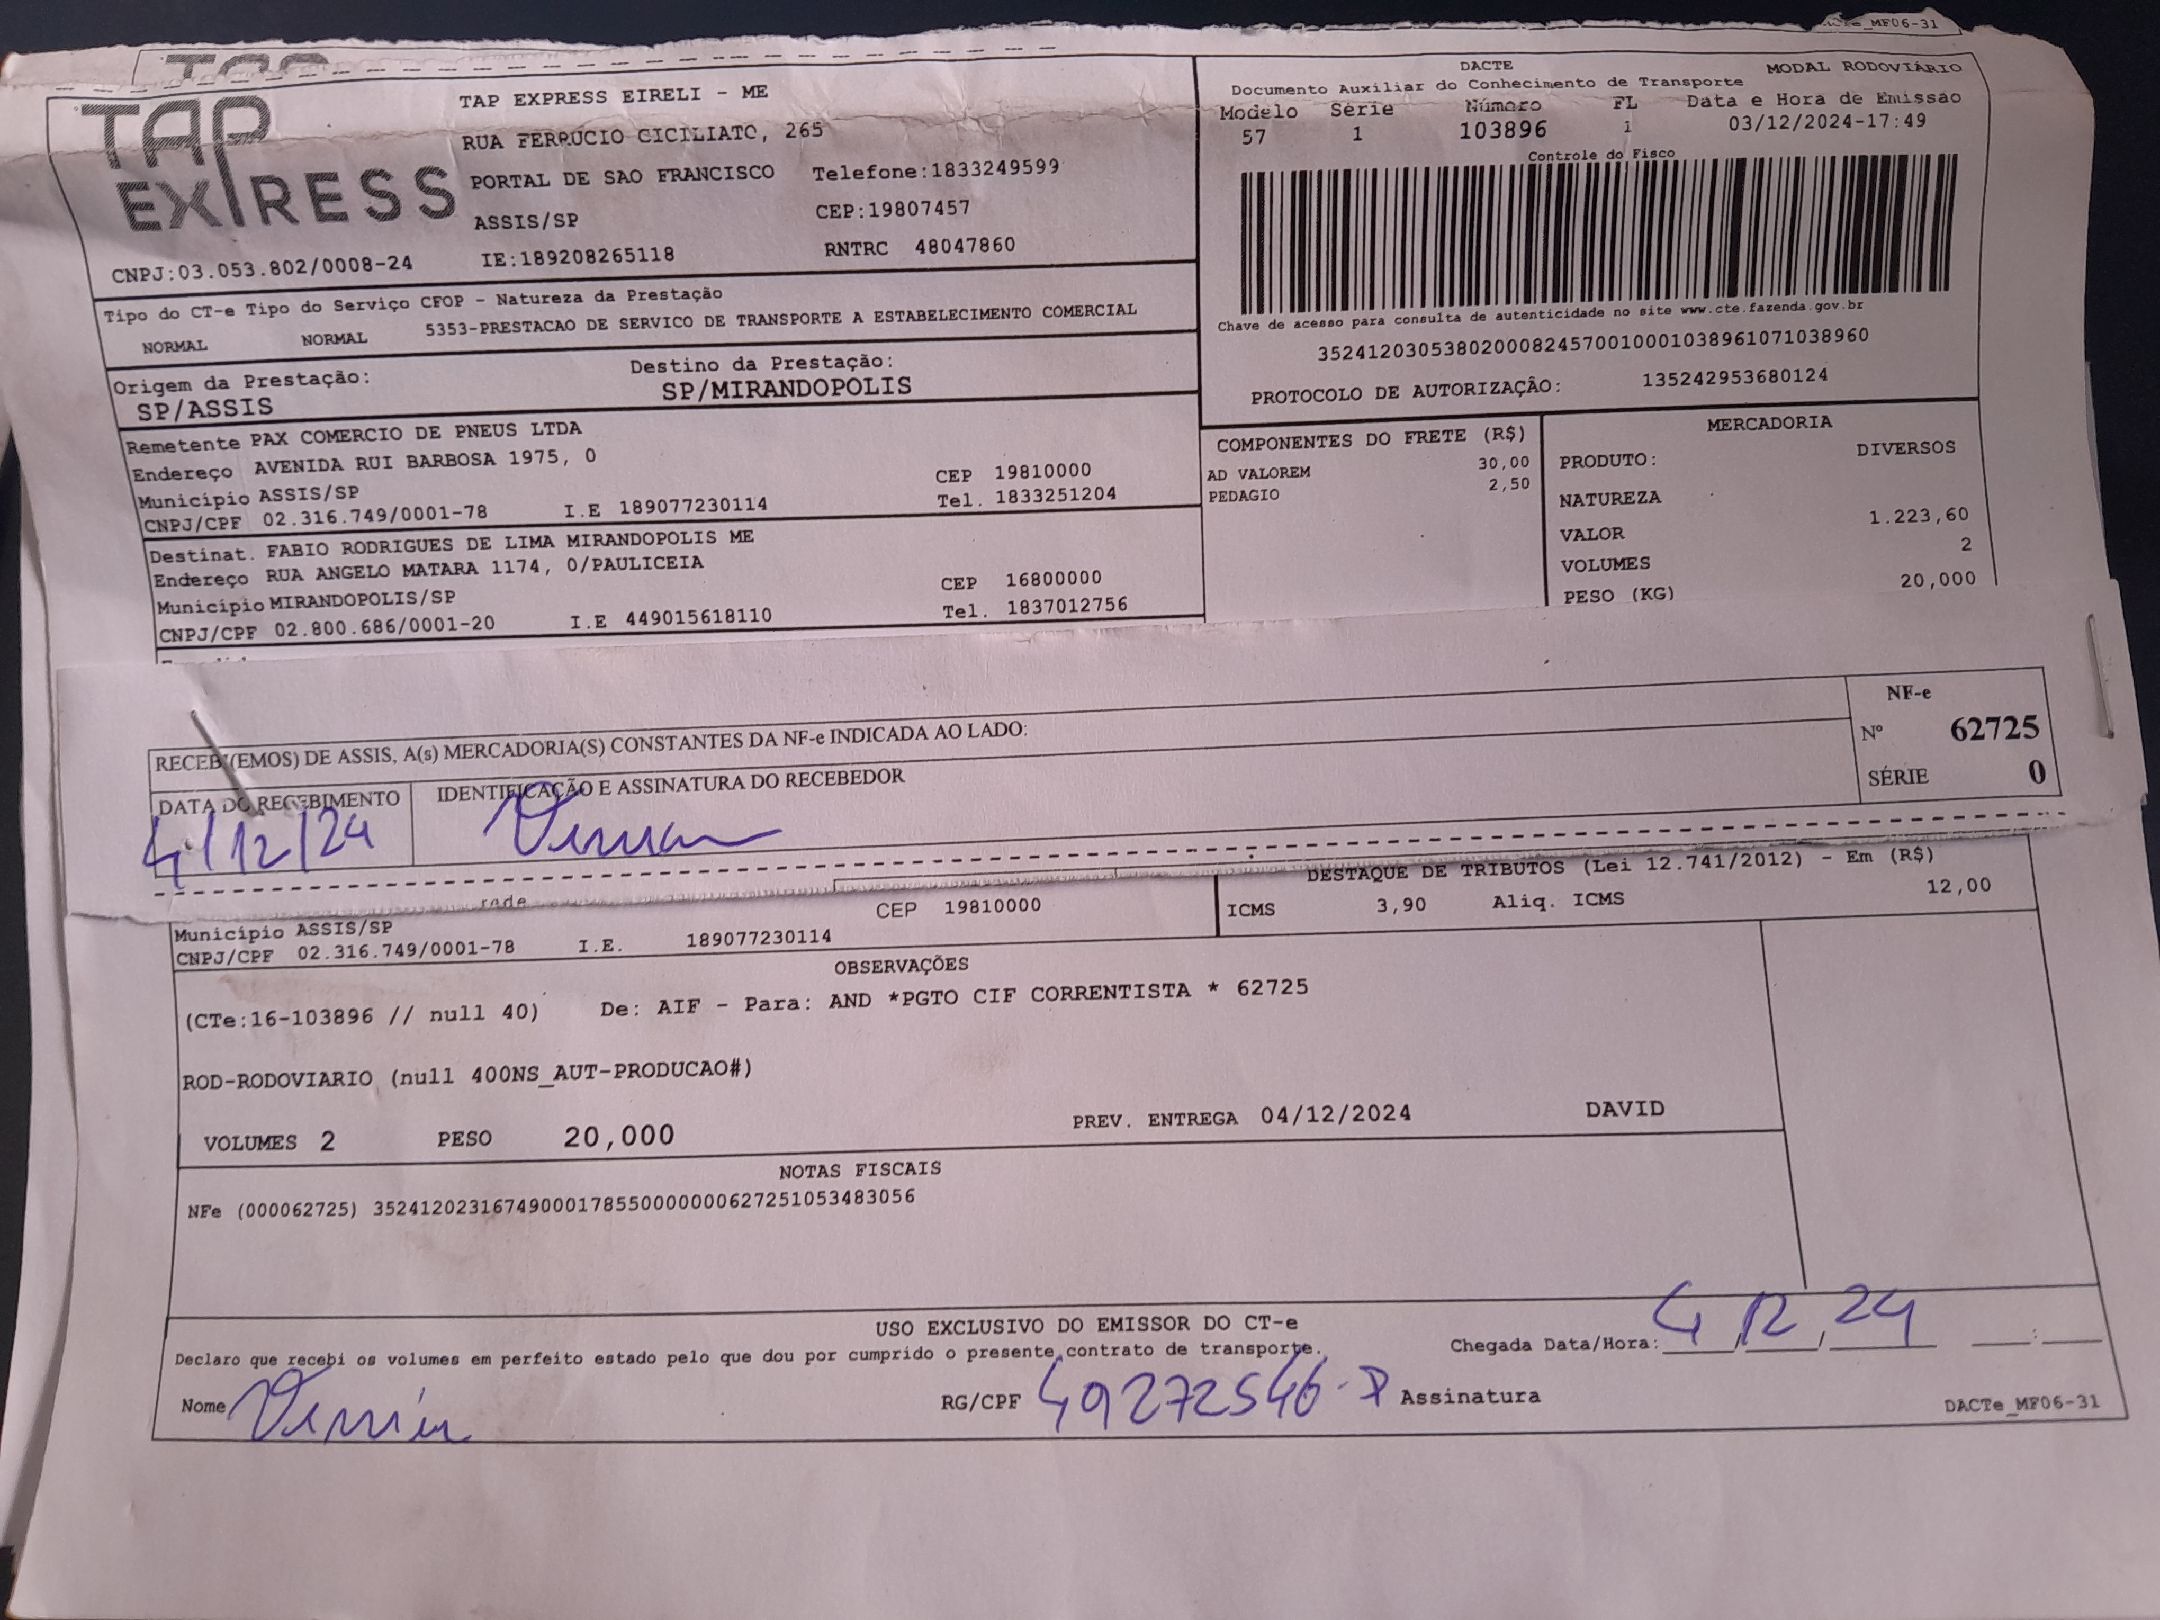 DACTe_MF06-31
TAP EXPRESS
TAP EXPRESS EIRELI - ME
RUA FERRUCIO CICILIATO, 265
PORTAL DE SAO FRANCISCO Telefone:1833249599
ASSIS/SP CEP:19807457
CNPJ:03.053.802/0008-24 IE:189208265118 RNTRC 48047860
DACTE MODAL RODOVIÁRIO
Documento Auxiliar do Conhecimento de Transporte
Modelo Série Número FL Data e Hora de Emissão
57 1 103896 1 03/12/2024-17:49
Controle do Fisco
Chave de acesso para consulta de autenticidade no site www.cte.fazenda.gov.br
35241203053802000824570010001038961071038960
PROTOCOLO DE AUTORIZAÇÃO: 135242953680124
Tipo do CT-e Tipo do Serviço CFOP - Natureza da Prestação
NORMAL NORMAL 5353-PRESTACAO DE SERVICO DE TRANSPORTE A ESTABELECIMENTO COMERCIAL
Origem da Prestação: Destino da Prestação:
SP/ASSIS SP/MIRANDOPOLIS
Remetente PAX COMERCIO DE PNEUS LTDA
Endereço AVENIDA RUI BARBOSA 1975, 0 CEP 19810000
Município ASSIS/SP Tel. 1833251204
CNPJ/CPF 02.316.749/0001-78 I.E 189077230114
Destinat. FABIO RODRIGUES DE LIMA MIRANDOPOLIS ME
Endereço RUA ANGELO MATARA 1174, 0/PAULICEIA CEP 16800000
Município MIRANDOPOLIS/SP Tel. 1837012756
CNPJ/CPF 02.800.686/0001-20 I.E 449015618110
COMPONENTES DO FRETE (R$)
AD VALOREM 30,00
PEDAGIO 2,50
MERCADORIA
PRODUTO: DIVERSOS
NATUREZA
VALOR 1.223,60
VOLUMES 2
PESO (KG) 20,000
RECEBI(EMOS) DE ASSIS, A(s) MERCADORIA(S) CONSTANTES DA NF-e INDICADA AO LADO:
DATA DO RECEBIMENTO IDENTIFICAÇÃO E ASSINATURA DO RECEBEDOR
4/12/24
NF-e
Nº 62725
SÉRIE 0
DESTAQUE DE TRIBUTOS (Lei 12.741/2012) - Em (R$)
ICMS 3,90 Aliq. ICMS 12,00
CEP 19810000
Município ASSIS/SP
CNPJ/CPF 02.316.749/0001-78 I.E. 189077230114
OBSERVAÇÕES
(CTe:16-103896 // null 40) De: AIF - Para: AND *PGTO CIF CORRENTISTA * 62725
ROD-RODOVIARIO (null 400NS_AUT-PRODUCAO#)
VOLUMES 2 PESO 20,000 PREV. ENTREGA 04/12/2024 DAVID
NOTAS FISCAIS
NFe (000062725) 35241202316749000178550000000627251053483056
USO EXCLUSIVO DO EMISSOR DO CT-e
Declaro que recebi os volumes em perfeito estado pelo que dou por cumprido o presente contrato de transporte. Chegada Data/Hora: 4/12/24 :
Nome RG/CPF 49272546- Assinatura
DACTe_MF06-31